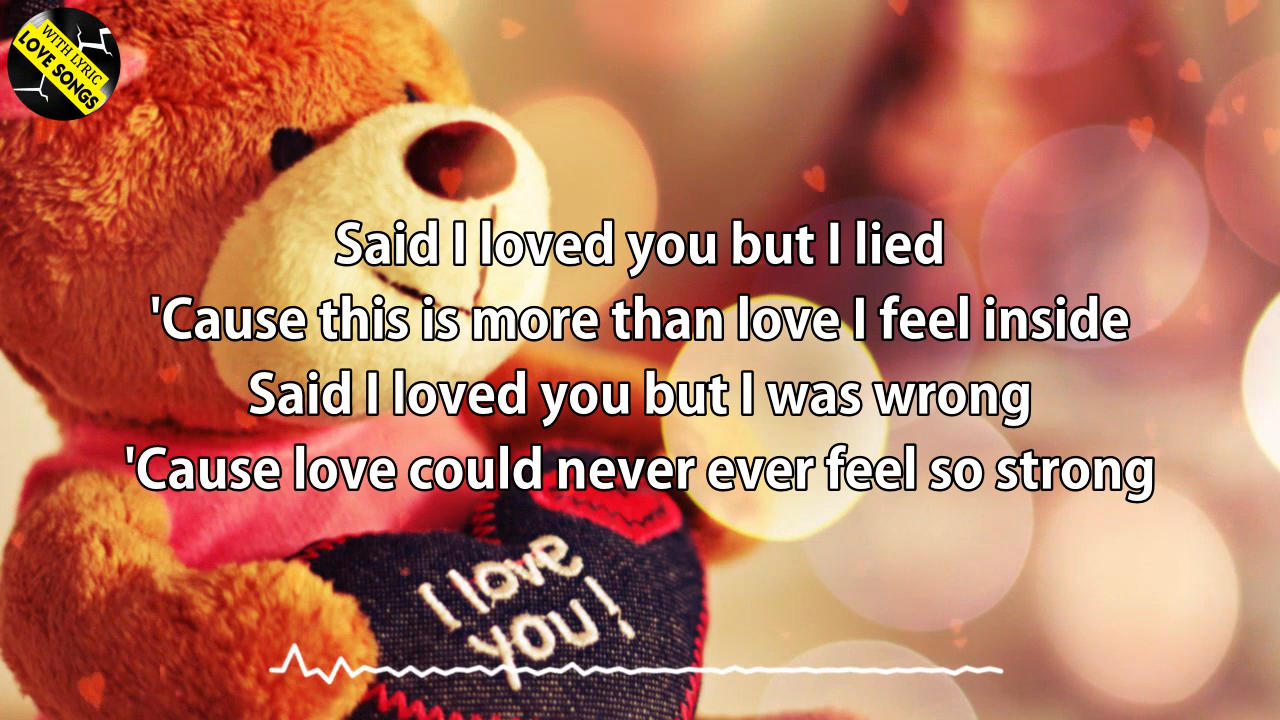 WITH LYRIC
LOVE SONGS
Said I loved you but I lied
'Cause this is more than love I feel inside
Said I loved you but I was wrong
'Cause love could never ever feel so strong
I love
you!